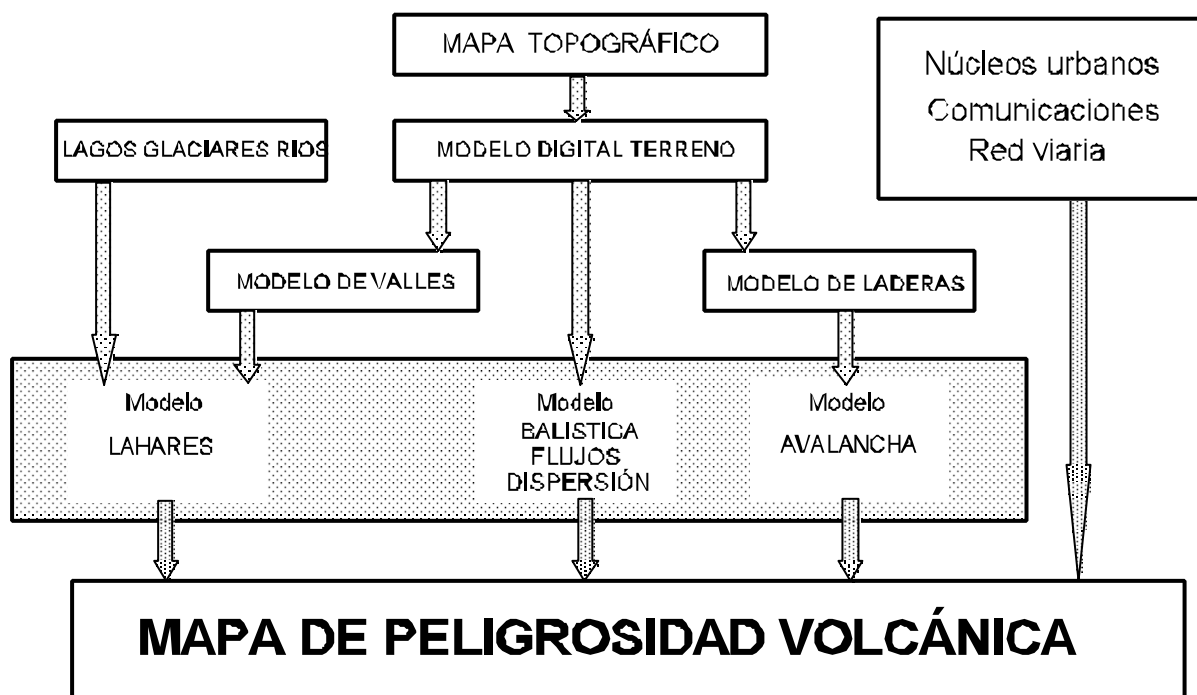 MAPA TOPOGRÁFICO
Núcleos urbanos
Comunicaciones
Red viaria
LAGOS GLACIARES RIOS
MODELO DIGITAL TERRENO
MODELO DE VALLES
MODELO DE LADERAS
Modelo
LAHARES
Modelo
BALISTICA
FLUJOS
DISPERSIÓN
Modelo
AVALANCHA
MAPA DE PELIGROSIDAD VOLCÁNICA